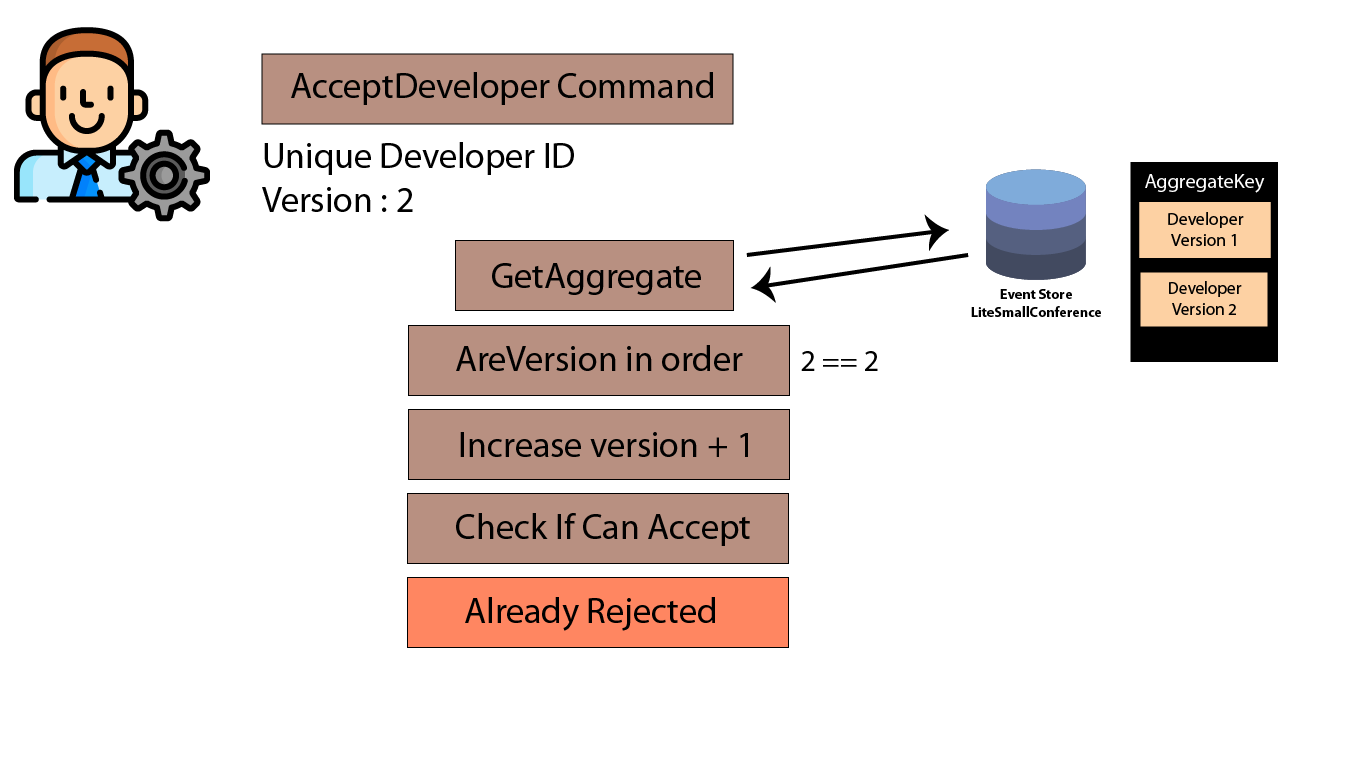 AcceptDeveloper Command
Unique Developer ID
Version : 2
GetAggregate
AreVersion in order
2 == 2
Increase version + 1
Check If Can Accept
Already Rejected
Event Store
LiteSmallConference
AggregateKey
Developer
Version 1
Developer
Version 2